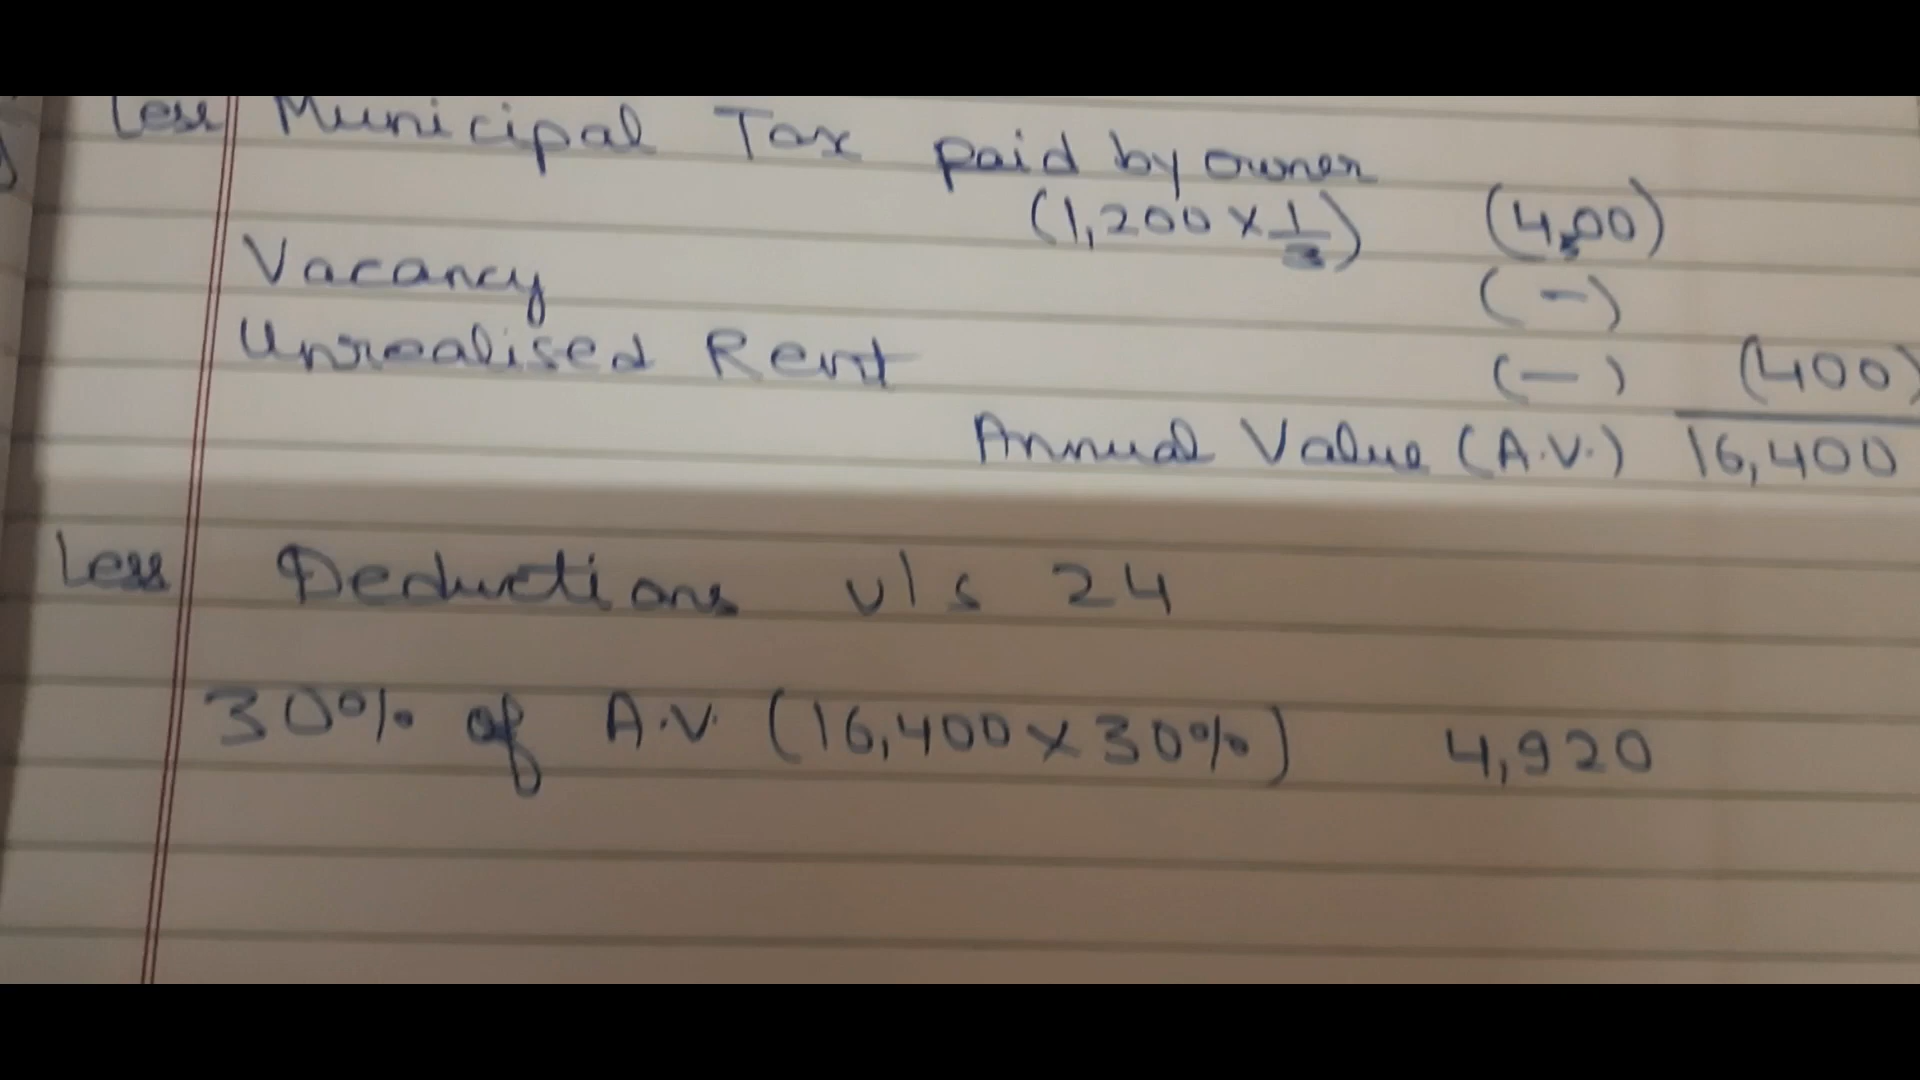 Less Municipal Tax paid by owner
(1,200 × 1/3) (4,00)
Vacancy (-)
Unrealised Rent (-) (400)
Annual Value (A.V.) 16,400
Less Deductions u/s 24
30% of A.V. (16,400 × 30%) 4,920